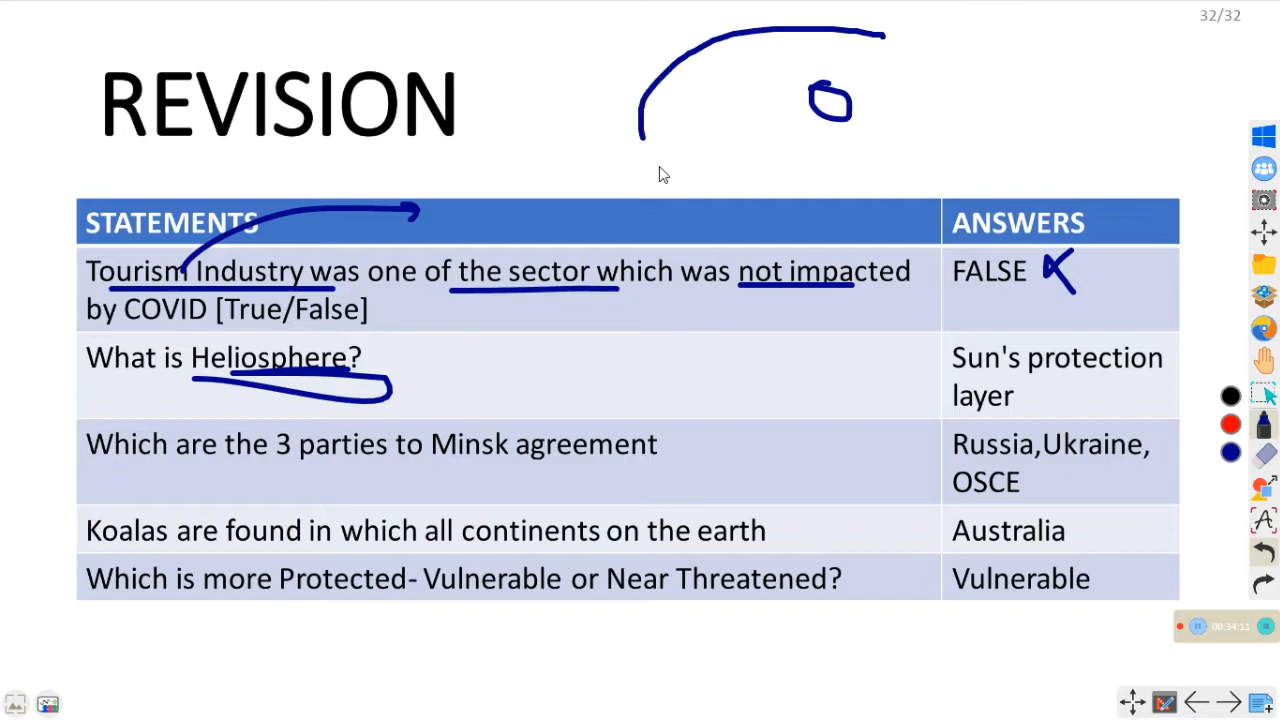 32/32
REVISION
STATEMENTS ANSWERS
Tourism Industry was one of the sector which was not impacted FALSE
by COVID [True/False]
What is Heliosphere? Sun's protection
layer
Which are the 3 parties to Minsk agreement Russia,Ukraine,
OSCE
Koalas are found in which all continents on the earth Australia
Which is more Protected- Vulnerable or Near Threatened? Vulnerable
00:34:11